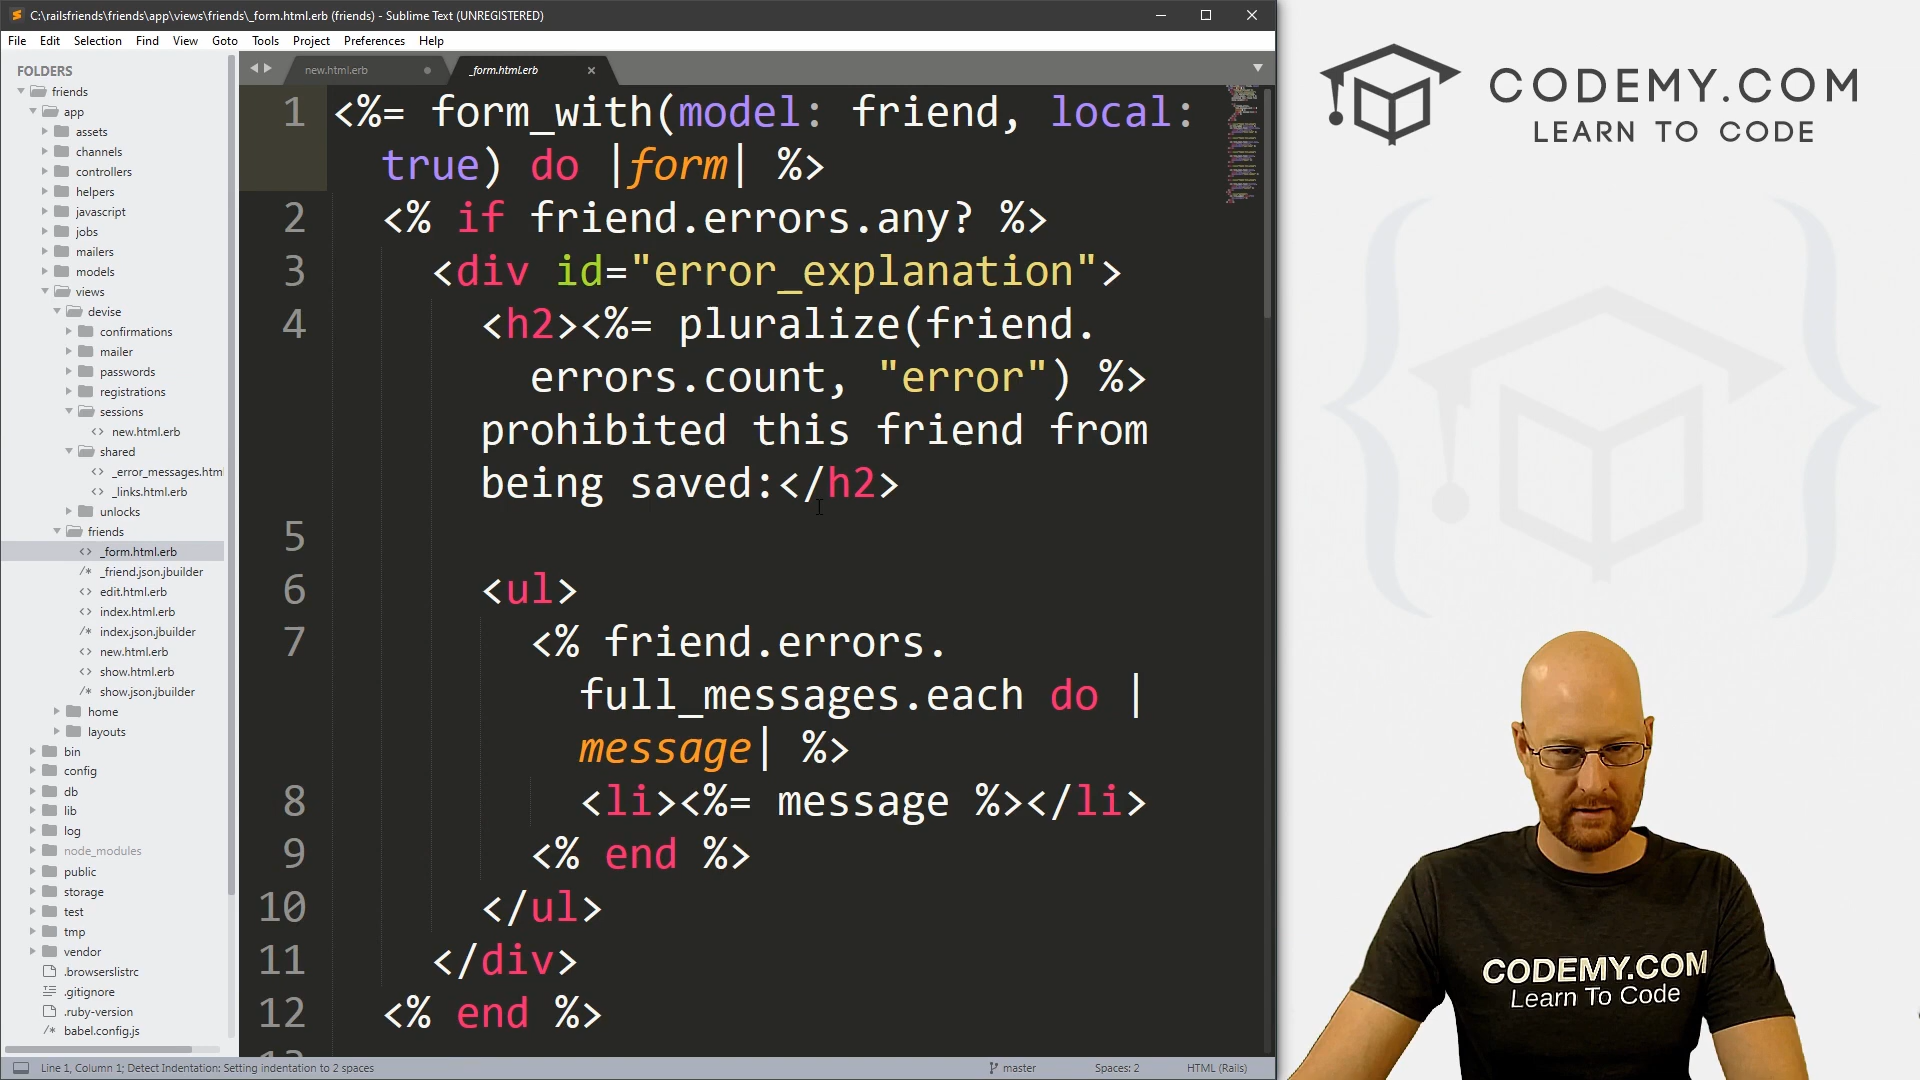 C:\railsfriends\friends\app\views\friends\_form.html.erb (friends) - Sublime Text (UNREGISTERED)
File Edit Selection Find View Goto Tools Project Preferences Help
FOLDERS
friends
app
assets
channels
controllers
helpers
javascript
jobs
mailers
models
views
devise
confirmations
mailer
passwords
registrations
sessions
new.html.erb
shared
_error_messages.htm
_links.html.erb
unlocks
friends
_form.html.erb
_friend.json.jbuilder
edit.html.erb
index.html.erb
index.json.jbuilder
new.html.erb
show.html.erb
show.json.jbuilder
home
layouts
bin
config
db
lib
log
node_modules
public
storage
test
tmp
vendor
.browserslistrc
.gitignore
.ruby-version
babel.config.js
new.html.erb
_form.html.erb
1 <%= form_with(model: friend, local:
true) do |form| %>
2 <% if friend.errors.any? %>
3 <div id="error_explanation">
4 <h2><%= pluralize(friend.
errors.count, "error") %>
prohibited this friend from
being saved:</h2>
5
6 <ul>
7 <% friend.errors.
full_messages.each do |
message| %>
8 <li><%= message %></li>
9 <% end %>
10 </ul>
11 </div>
12 <% end %>
Line 1, Column 1; Detect Indentation: Setting indentation to 2 spaces
master
Spaces: 2
HTML (Rails)
CODEMY.COM
LEARN TO CODE
CODEMY.COM
Learn To Code